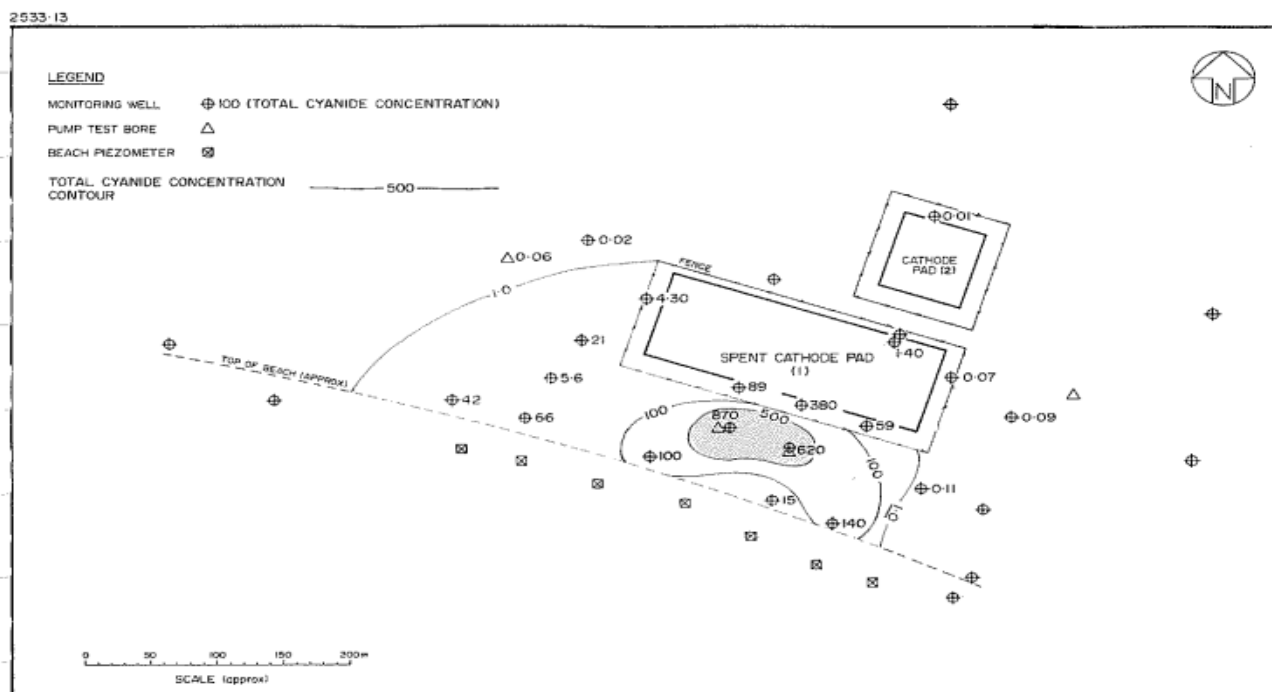 2533·13
LEGEND
MONITORING WELL 100 (TOTAL CYANIDE CONCENTRATION)
PUMP TEST BORE
BEACH PIEZOMETER
TOTAL CYANIDE CONCENTRATION
CONTOUR
500
N
0·01
CATHODE
PAD (2)
0·02
0·06
FENCE
1·0
4·30
21
SPENT CATHODE PAD
(1)
1·40
TOP OF BEACH (APPROX)
5·6
0·07
89
42
380
0·09
66
100
870
500
59
620
100
100
0·11
15
1·0
140
0 50 100 150 200m
SCALE (approx)